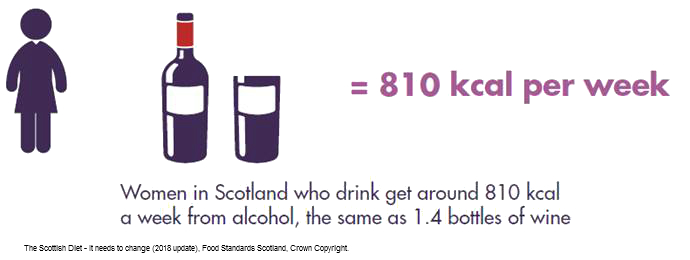 = 810 kcal per week
Women in Scotland who drink get around 810 kcal
a week from alcohol, the same as 1.4 bottles of wine
The Scottish Diet - It needs to change (2018 update), Food Standards Scotland, Crown Copyright.